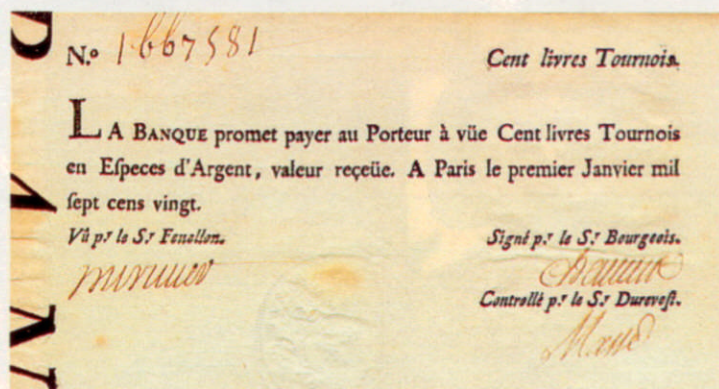 N.º 1667581
Cent livres Tournois.
LA BANQUE promet payer au Porteur à vüe Cent livres Tournois
en Eſpeces d'Argent, valeur reçeüe. A Paris le premier Janvier mil
ſept cens vingt.
Vû p.r le S.r Fenellon.
Signé p.r le S.r Bourgeois.
Controllé p.r le S.r Dureveſt.